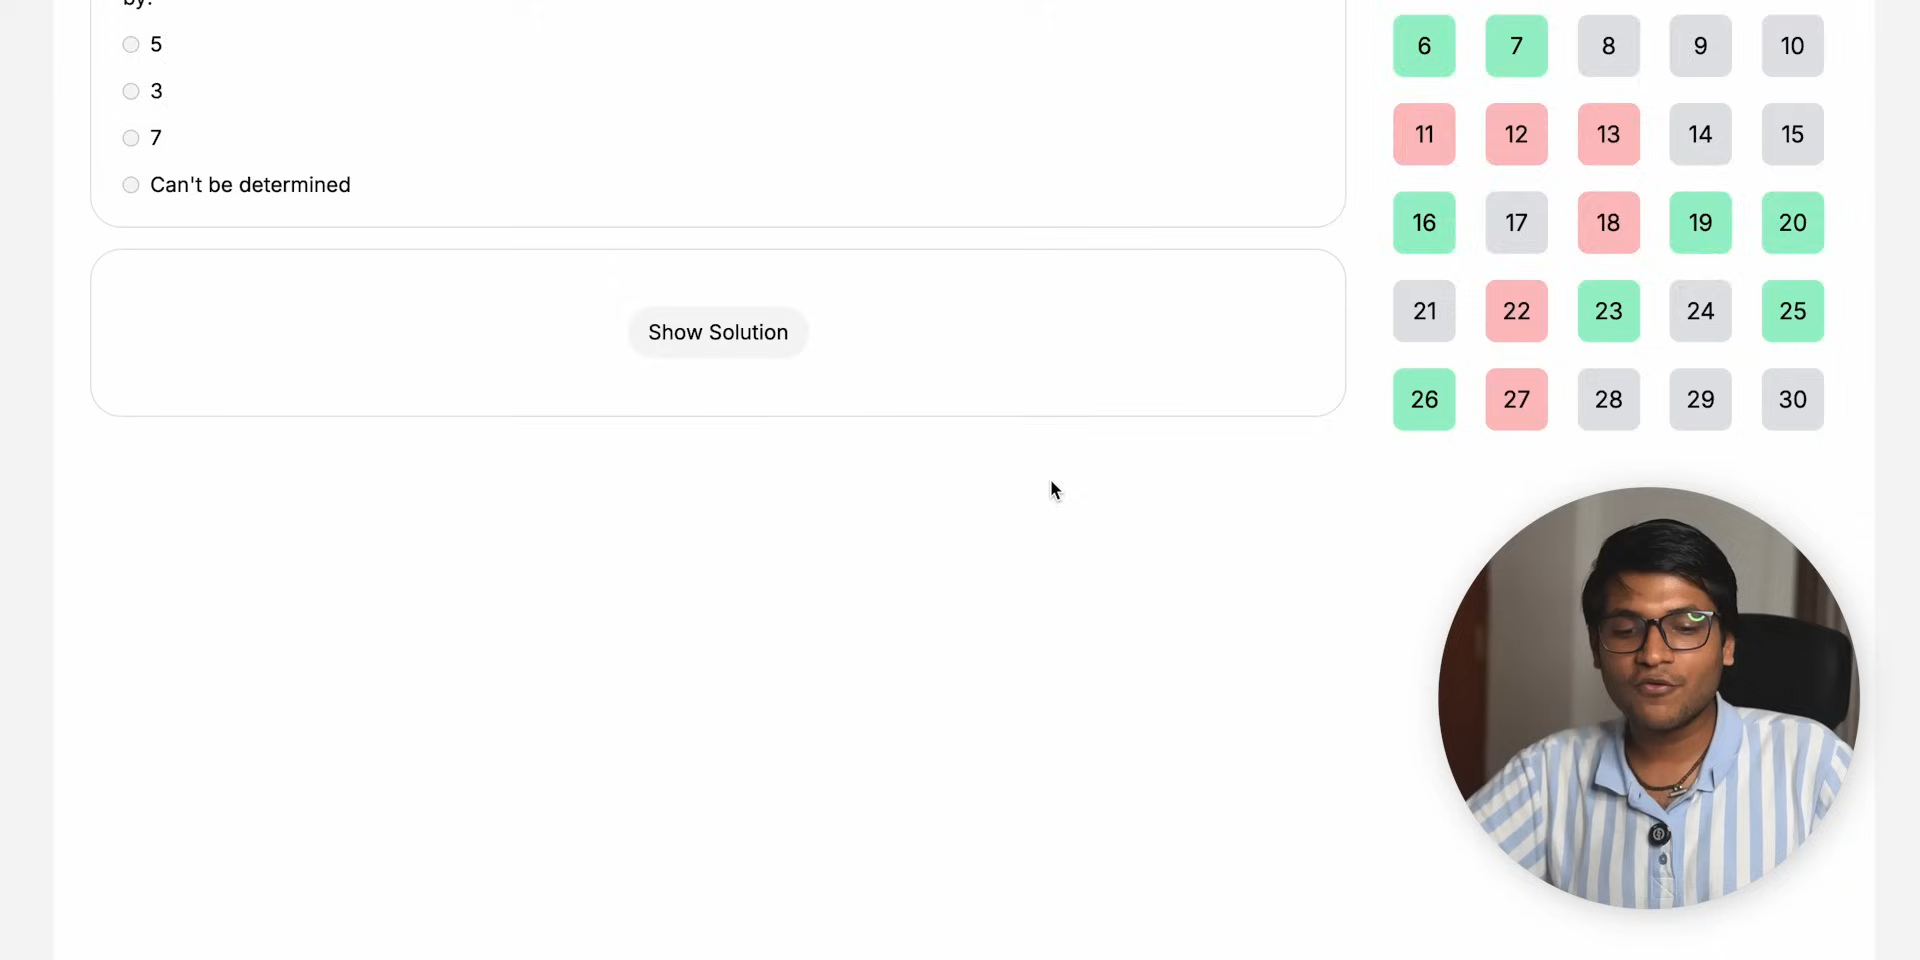 by:
5
3
7
Can't be determined
Show Solution
6 7 8 9 10
11 12 13 14 15
16 17 18 19 20
21 22 23 24 25
26 27 28 29 30